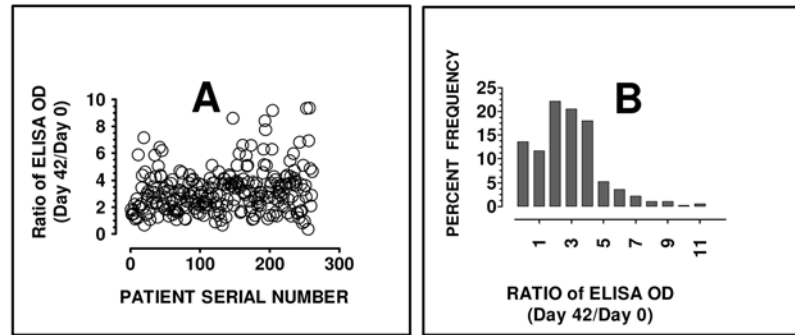 A
Ratio of ELISA OD
(Day 42/Day 0)
10
8
6
4
2
0
0 100 200 300
PATIENT SERIAL NUMBER
B
PERCENT FREQUENCY
25
20
15
10
5
0
1 3 5 7 9 11
RATIO of ELISA OD
(Day 42/Day 0)